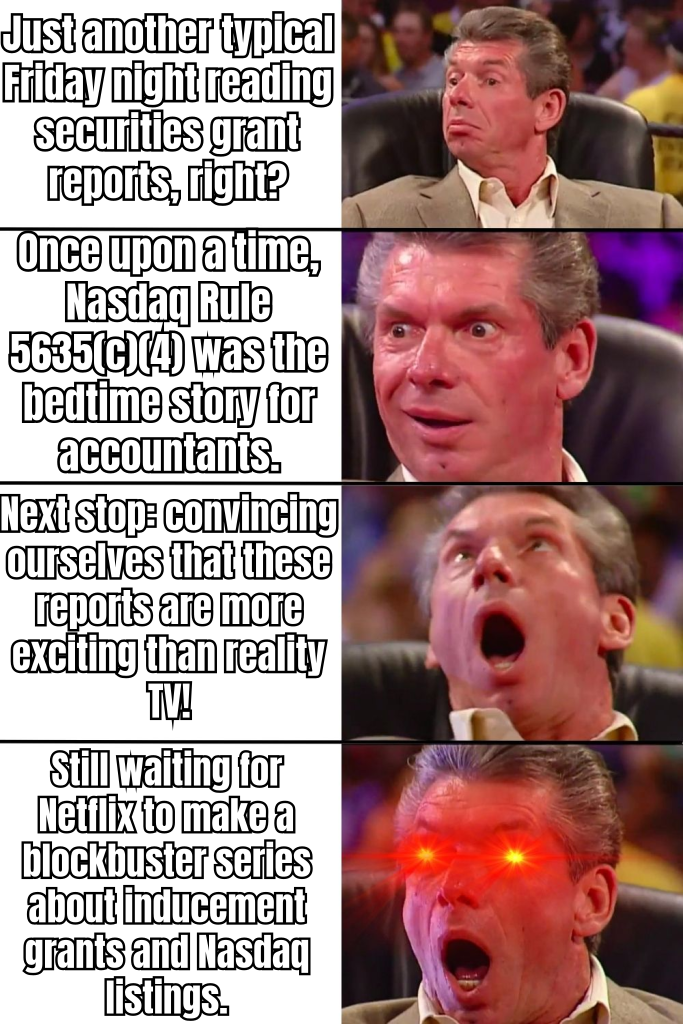 Just another typical
Friday night reading
securities grant
reports, right?
Once upon a time,
Nasdaq Rule
5635(c)(4) was the
bedtime story for
accountants.
Next stop: convincing
ourselves that these
reports are more
exciting than reality
TV!
Still waiting for
Netflix to make a
blockbuster series
about inducement
grants and Nasdaq
listings.